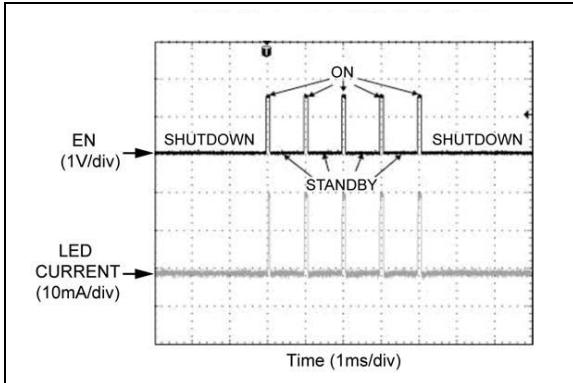 ON
EN
(1V/div)
SHUTDOWN
SHUTDOWN
STANDBY
LED
CURRENT
(10mA/div)
Time (1ms/div)